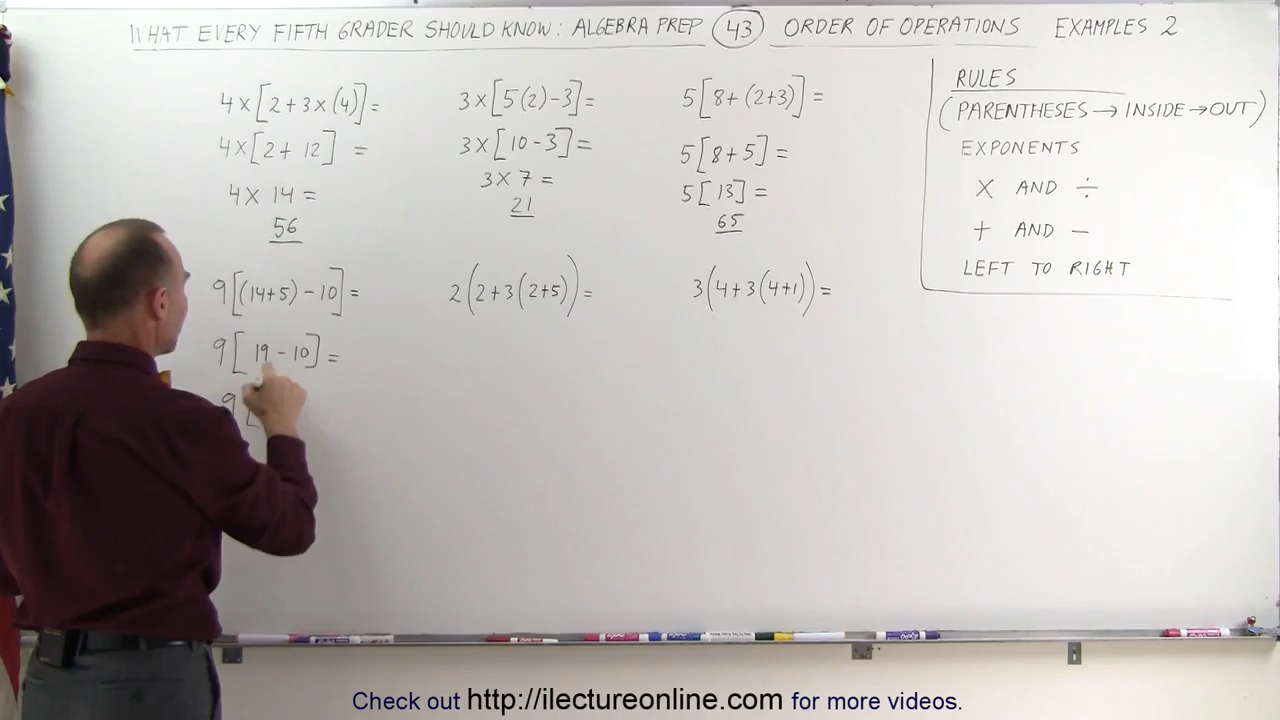 WHAT EVERY FIFTH GRADER SHOULD KNOW: ALGEBRA PREP 43 ORDER OF OPERATIONS EXAMPLES 2
4 × [2 + 3 × (4)] =
4 × [2 + 12] =
4 × 14 =
56
3 × [5(2) - 3] =
3 × [10 - 3] =
3 × 7 =
21
5[8 + (2+3)] =
5[8 + 5] =
5[13] =
65
RULES
(PARENTHESES → INSIDE → OUT)
EXPONENTS
× AND ÷
+ AND -
LEFT TO RIGHT
9[(14+5) - 10] =
9[19 - 10] =
9[
2(2+3(2+5)) =
3(4+3(4+1)) =
Check out http://ilectureonline.com for more videos.